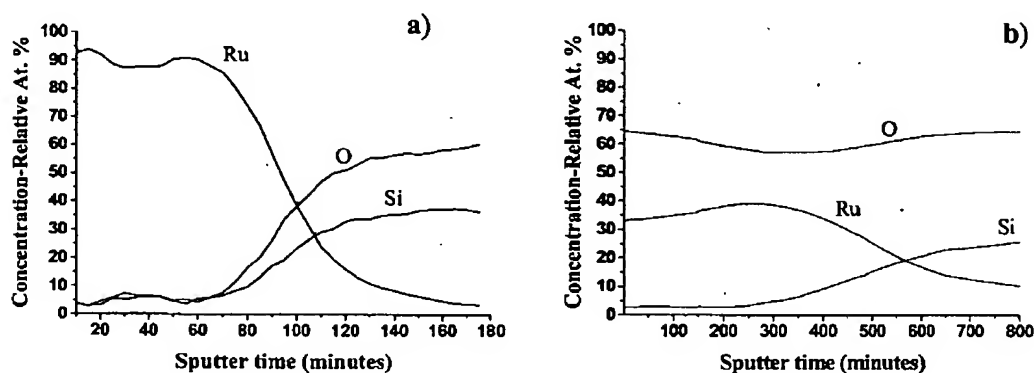 a)
Concentration-Relative At. %
100
90
80
70
60
50
40
30
20
10
0
Ru
O
Si
20 40 60 80 100 120 140 160 180
Sputter time (minutes)
b)
Concentration-Relative At. %
100
90
80
70
60
50
40
30
20
10
0
O
Ru
Si
100 200 300 400 500 600 700 800
Sputter time (minutes)